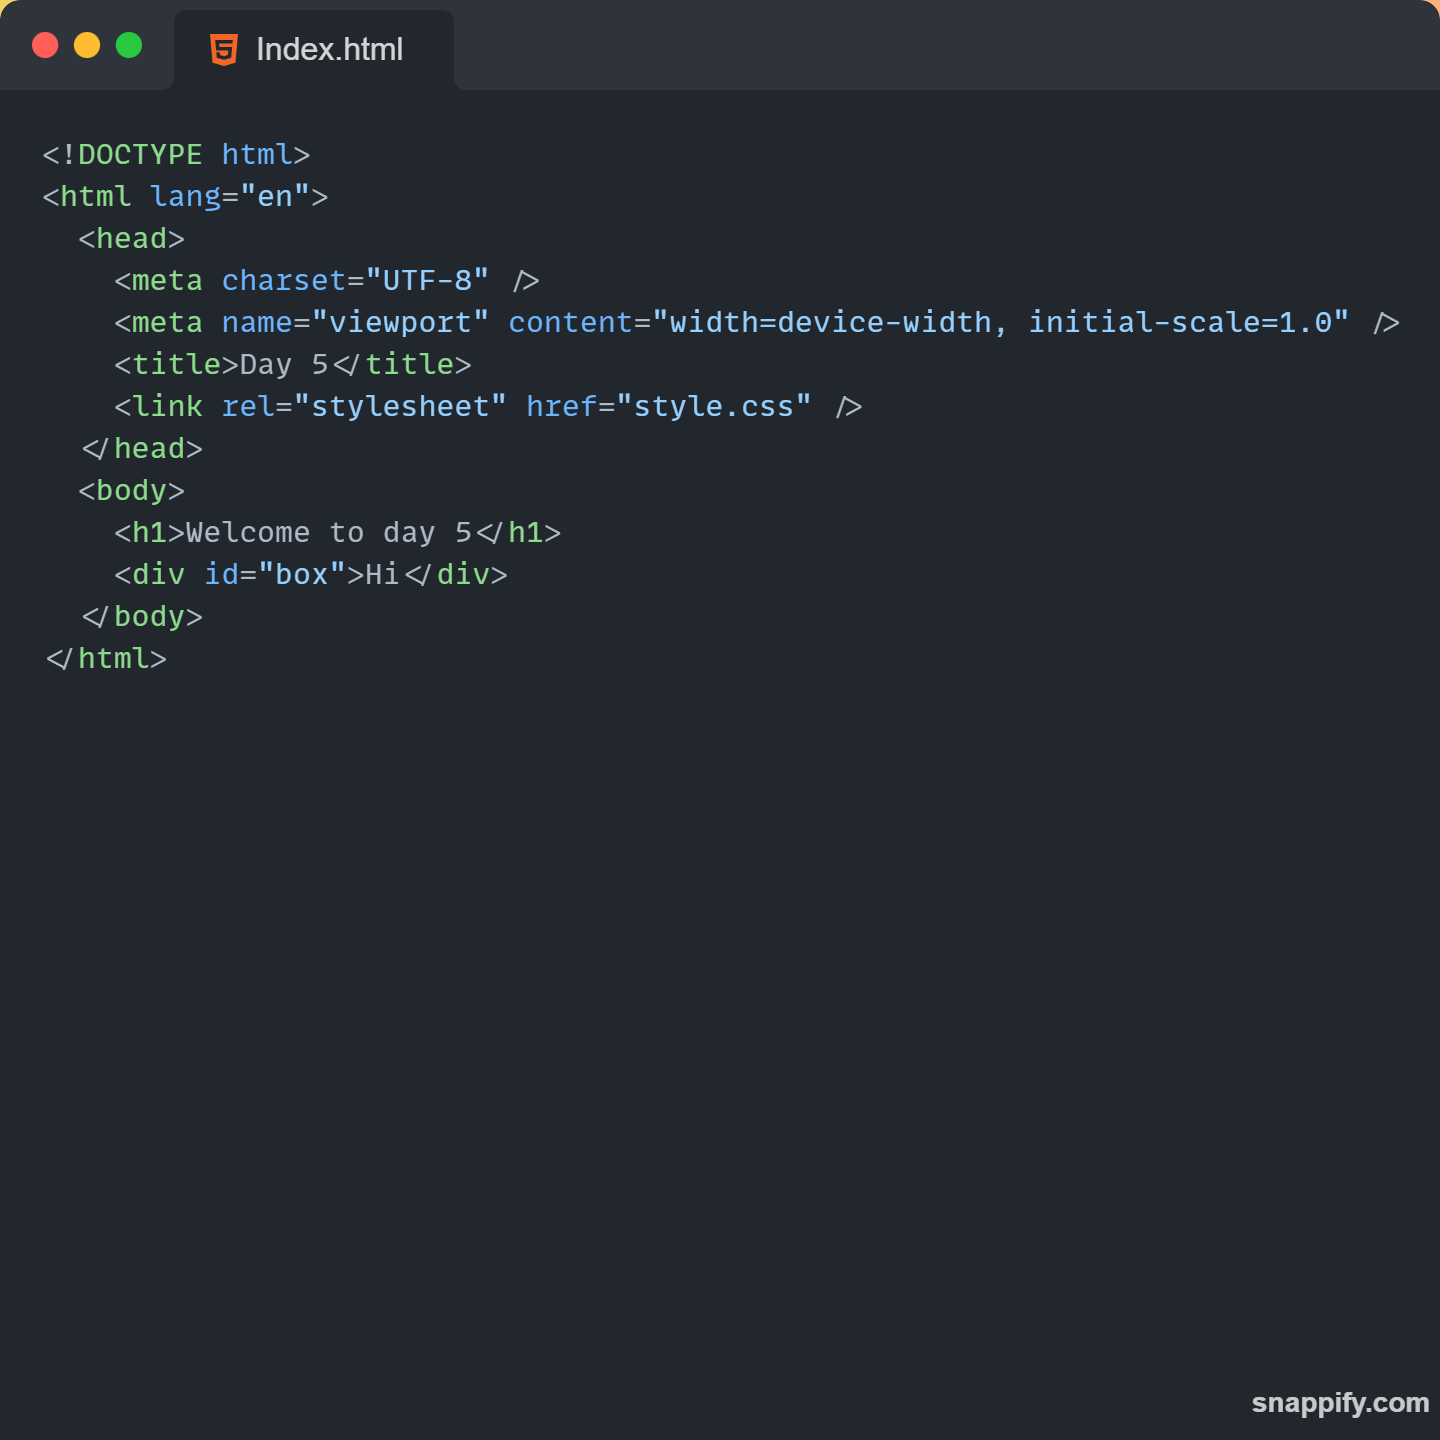 Index.html
<!DOCTYPE html>
<html lang="en">
  <head>
    <meta charset="UTF-8" />
    <meta name="viewport" content="width=device-width, initial-scale=1.0" />
    <title>Day 5</title>
    <link rel="stylesheet" href="style.css" />
  </head>
  <body>
    <h1>Welcome to day 5</h1>
    <div id="box">Hi</div>
  </body>
</html>
snappify.com